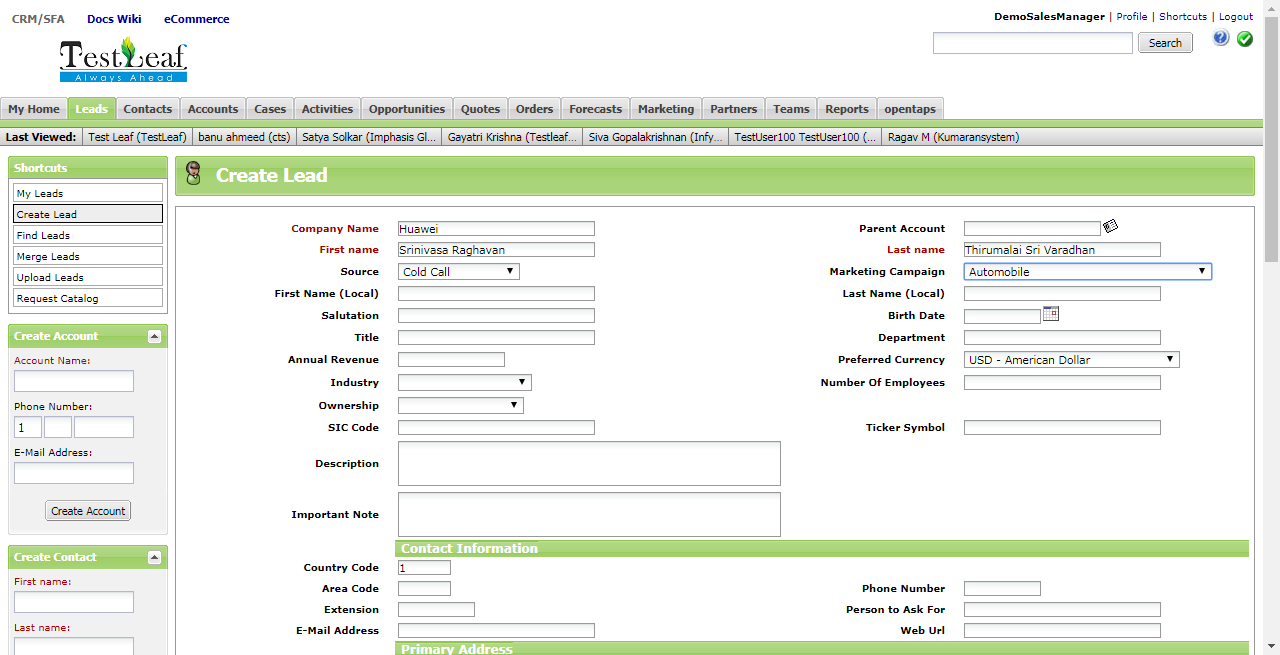 CRM/SFA Docs Wiki eCommerce
DemoSalesManager | Profile | Shortcuts | Logout
TestLeaf
Always Ahead
Search
My Home Leads Contacts Accounts Cases Activities Opportunities Quotes Orders Forecasts Marketing Partners Teams Reports opentaps
Last Viewed: Test Leaf (TestLeaf) banu ahmeed (cts) Satya Solkar (Imphasis Gl... Gayatri Krishna (Testleaf... Siva Gopalakrishnan (Infy... TestUser100 TestUser100 (... Ragav M (Kumaransystem)
Shortcuts
My Leads
Create Lead
Find Leads
Merge Leads
Upload Leads
Request Catalog
Create Account
Account Name:
Phone Number:
1
E-Mail Address:
Create Account
Create Contact
First name:
Last name:
Create Lead
Company Name Huawei Parent Account
First name Srinivasa Raghavan Last name Thirumalai Sri Varadhan
Source Cold Call Marketing Campaign Automobile
First Name (Local) Last Name (Local)
Salutation Birth Date
Title Department
Annual Revenue Preferred Currency USD - American Dollar
Industry Number Of Employees
Ownership
SIC Code Ticker Symbol
Description
Important Note
Contact Information
Country Code 1
Area Code Phone Number
Extension Person to Ask For
E-Mail Address Web Url
Primary Address